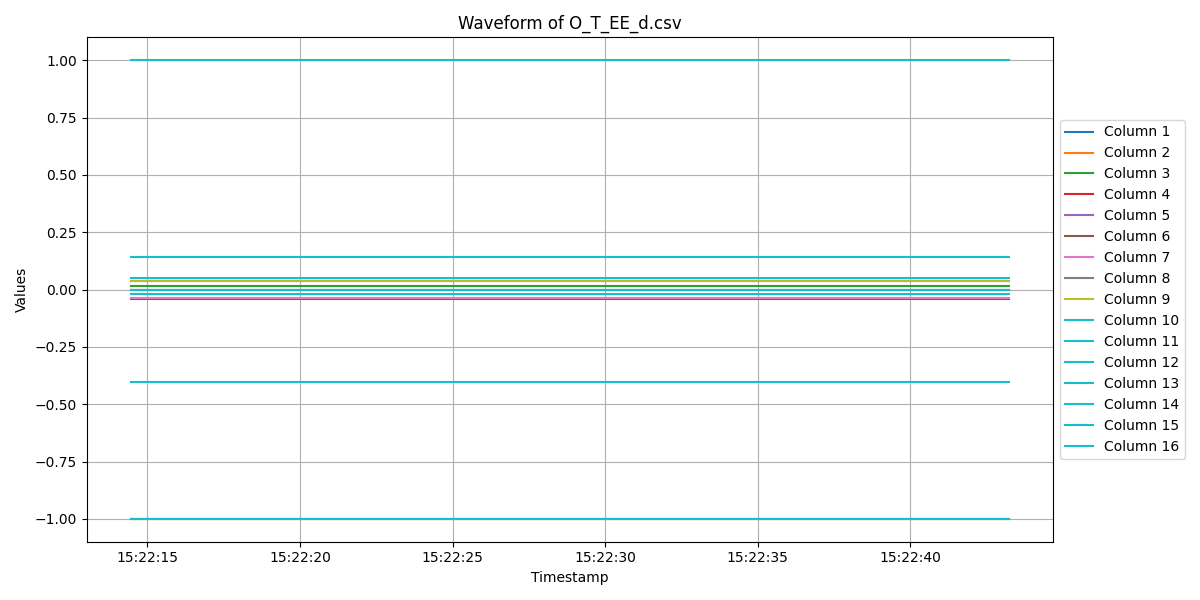 Waveform of O_T_EE_d.csv
Values
1.00
0.75
0.50
0.25
0.00
−0.25
−0.50
−0.75
−1.00
15:22:15 15:22:20 15:22:25 15:22:30 15:22:35 15:22:40
Timestamp
Column 1
Column 2
Column 3
Column 4
Column 5
Column 6
Column 7
Column 8
Column 9
Column 10
Column 11
Column 12
Column 13
Column 14
Column 15
Column 16